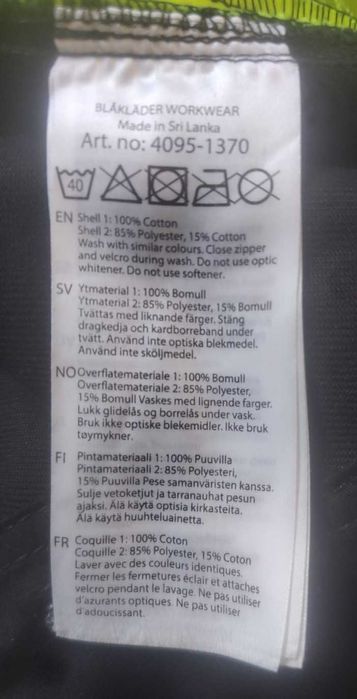 BLÅKLÄDER WORKWEAR
Made in Sri Lanka
Art. no: 4095-1370
40
EN Shell 1: 100% Cotton
Shell 2: 85% Polyester, 15% Cotton
Wash with similar colours. Close zipper
and velcro during wash. Do not use optic
whitener. Do not use softener.
SV Ytmaterial 1: 100% Bomull
Ytmaterial 2: 85% Polyester, 15% Bomull
Tvättas med liknande färger. Stäng
dragkedja och kardborreband under
tvätt. Använd inte optiska blekmedel.
Använd inte sköljmedel.
NO Overflatemateriale 1: 100% Bomull
Overflatemateriale 2: 85% Polyester,
15% Bomull Vaskes med lignende farger.
Lukk glidelås og borrelås under vask.
Bruk ikke optiske blekemidler. Ikke bruk
tøymykner.
FI Pintamateriaali 1: 100% Puuvilla
Pintamateriaali 2: 85% Polyesteri,
15% Puuvilla Pese samanväristen kanssa.
Sulje vetoketjut ja tarranauhat pesun
ajaksi. Älä käytä optisia kirkasteita.
Älä käytä huuhteluainetta.
FR Coquille 1: 100% Coton
Coquille 2: 85% Polyester, 15% Coton
Laver avec des couleurs identiques.
Fermer les fermetures éclair et attaches
velcro pendant le lavage. Ne pas utiliser
d'azurants optiques. Ne pas utiliser
d'adoucissant.